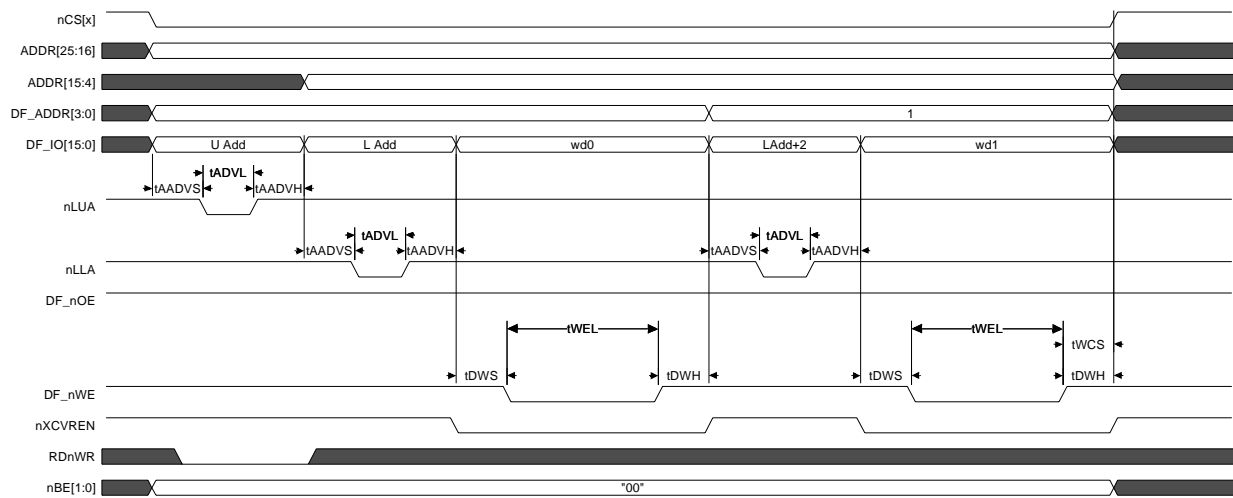 nCS[x]
ADDR[25:16]
ADDR[15:4]
DF_ADDR[3:0]
1
DF_IO[15:0]
U Add
L Add
wd0
LAdd+2
wd1
tADVL
tAADVS
tAADVH
nLUA
tADVL
tADVL
tAADVS
tAADVH
tAADVS
tAADVH
nLLA
DF_nOE
tWEL
tWEL
tWCS
tDWS
tDWH
tDWS
tDWH
DF_nWE
nXCVREN
RDnWR
nBE[1:0]
"00"